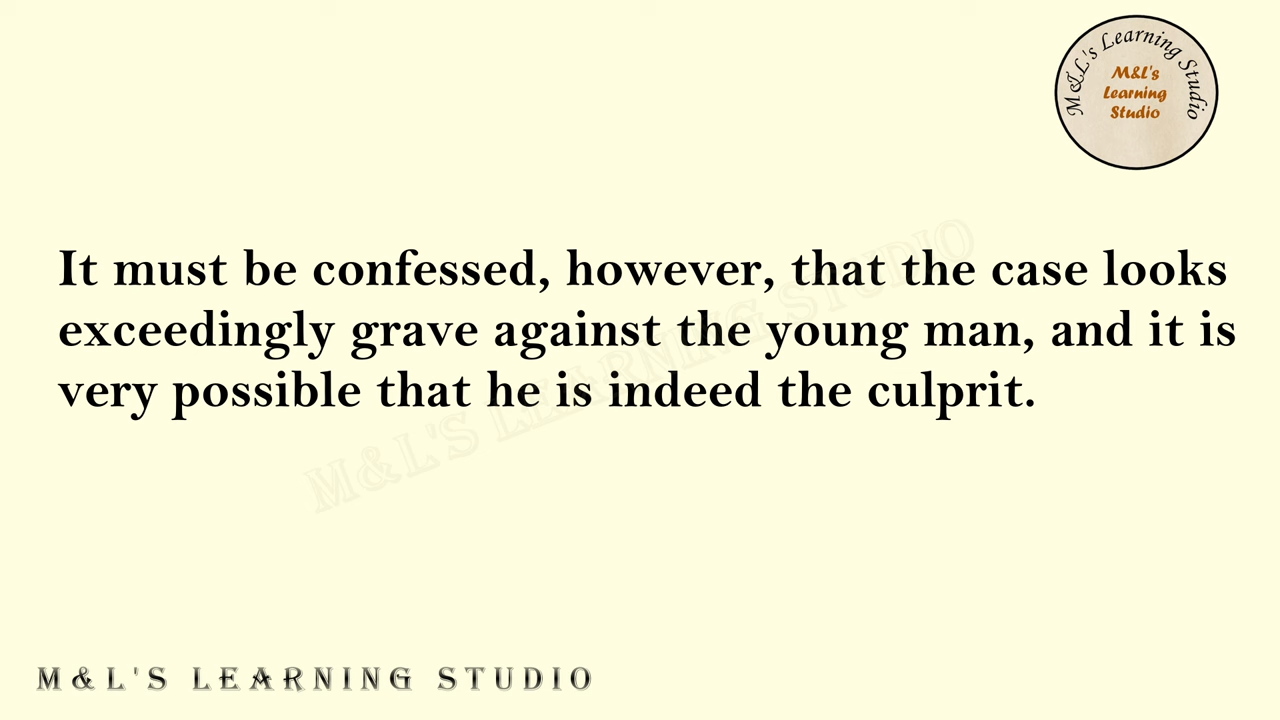 M&L's Learning Studio
M&L's
Learning
Studio
It must be confessed, however, that the case looks
exceedingly grave against the young man, and it is
very possible that he is indeed the culprit.
M&L'S LEARNING STUDIO
M&L'S LEARNING STUDIO